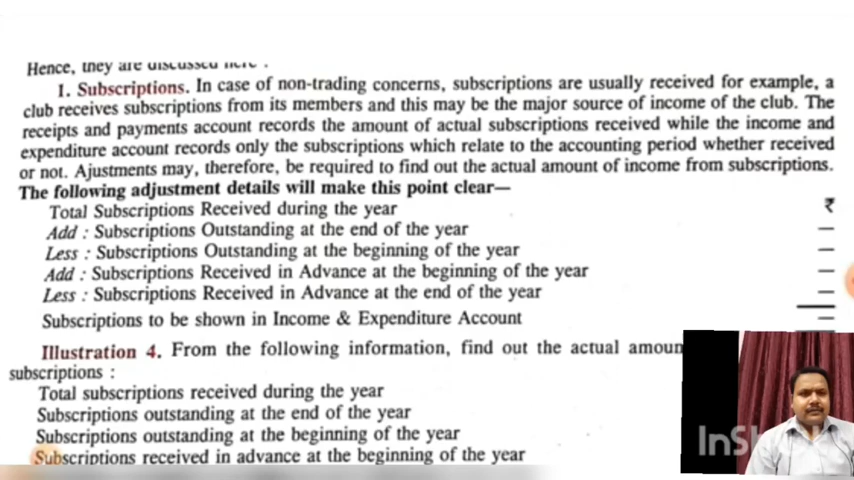 Hence, they are discussed here .
1. Subscriptions. In case of non-trading concerns, subscriptions are usually received for example, a
club receives subscriptions from its members and this may be the major source of income of the club. The
receipts and payments account records the amount of actual subscriptions received while the income and
expenditure account records only the subscriptions which relate to the accounting period whether received
or not. Ajustments may, therefore, be required to find out the actual amount of income from subscriptions.
The following adjustment details will make this point clear—
₹
Total Subscriptions Received during the year
Add : Subscriptions Outstanding at the end of the year —
Less : Subscriptions Outstanding at the beginning of the year —
Add : Subscriptions Received in Advance at the beginning of the year —
Less : Subscriptions Received in Advance at the end of the year —
Subscriptions to be shown in Income & Expenditure Account —
Illustration 4. From the following information, find out the actual amoun
subscriptions :
Total subscriptions received during the year
Subscriptions outstanding at the end of the year
Subscriptions outstanding at the beginning of the year
Subscriptions received in advance at the beginning of the year
InSh